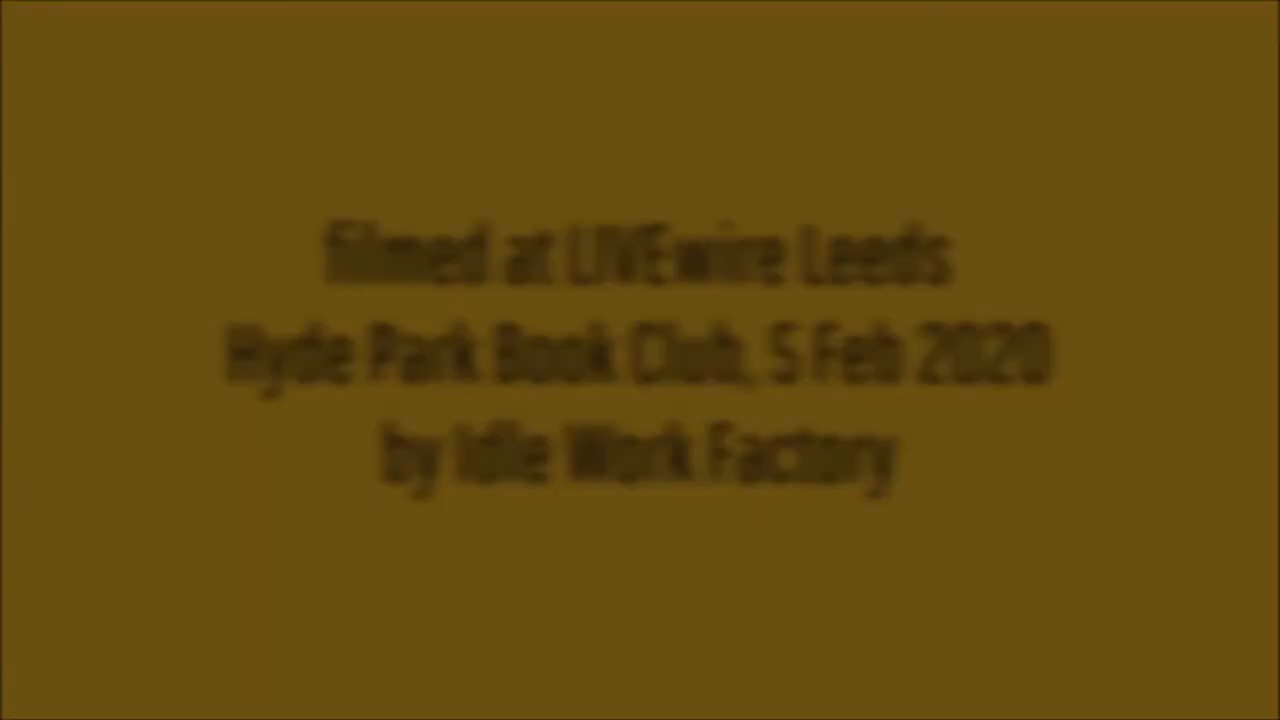 filmed at LIVEwire Leeds
Hyde Park Book Club, 5 Feb 2020
by Idle Work Factory